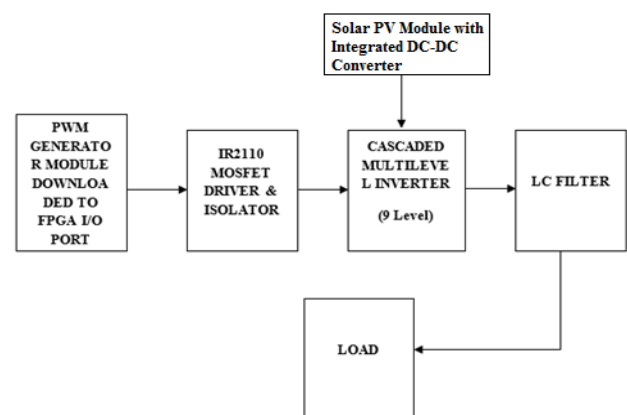 Solar PV Module with
Integrated DC-DC
Converter
PWM
GENERATO
R MODULE
DOWNLOA
DED TO
FPGA I/O
PORT
IR2110
MOSFET
DRIVER &
ISOLATOR
CASCADED
MULTILEVE
L INVERTER
(9 Level)
LC FILTER
LOAD